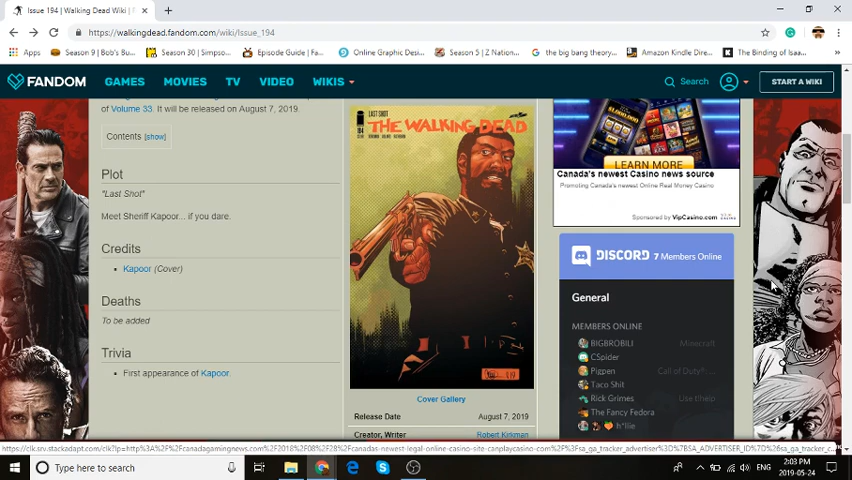 Issue 194 | Walking Dead Wiki |
https://walkingdead.fandom.com/wiki/Issue_194
Apps
Season 9 | Bob's Bu...
Season 30 | Simpso...
Episode Guide | Fa...
Online Graphic Desi...
Season 5 | Z Nation...
the big bang theory...
Amazon Kindle Dire...
The Binding of Isaa...
FANDOM
GAMES
MOVIES
TV
VIDEO
WIKIS
Search
START A WIKI
of Volume 33. It will be released on August 7, 2019.
Contents [show]
Plot
"Last Shot"
Meet Sheriff Kapoor... if you dare.
Credits
Kapoor (Cover)
Deaths
To be added
Trivia
First appearance of Kapoor.
LAST SHOT
194
THE WALKING DEAD
Cover Gallery
Release Date
August 7, 2019
Creator, Writer
Robert Kirkman
LEARN MORE
Canada's newest Casino news source
Promoting Canada's newest Online Real Money Casino
Sponsored by VipCasino.com
DISCORD 7 Members Online
General
MEMBERS ONLINE
BIGBROBILI
Minecraft
CSpider
Pigpen
Call of Duty®:...
Taco Shit
Rick Grimes
Use t!help
The Fancy Fedora
h*llie
Type here to search
ENG
2:03 PM
2019-05-24